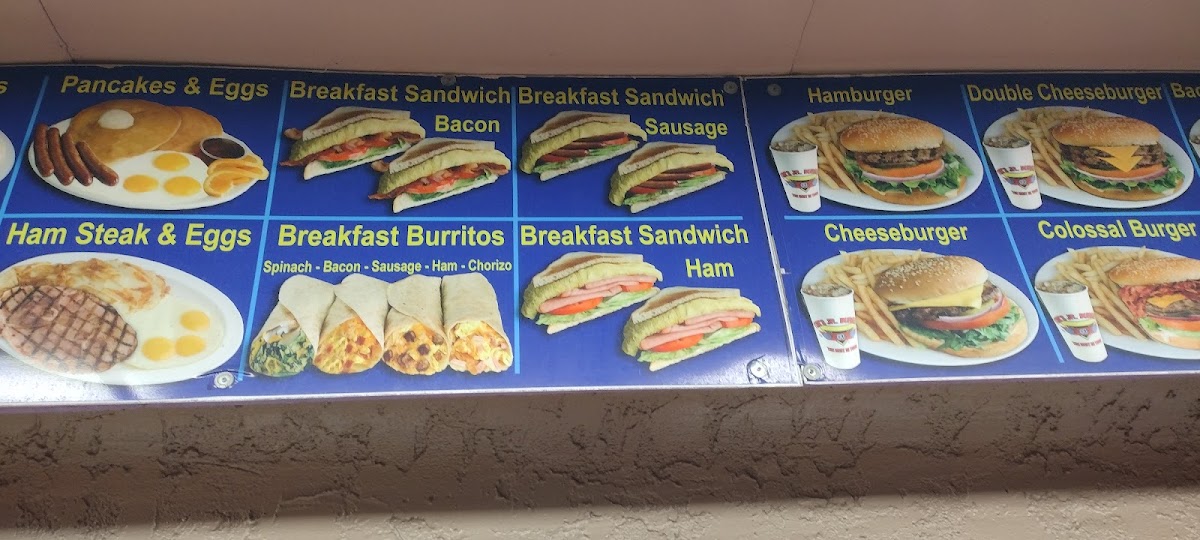 s
Pancakes & Eggs
Breakfast Sandwich
Bacon
Breakfast Sandwich
Sausage
Hamburger
Double Cheeseburger
Ham Steak & Eggs
Breakfast Burritos
Spinach - Bacon - Sausage - Ham - Chorizo
Breakfast Sandwich
Ham
Cheeseburger
Colossal Burger